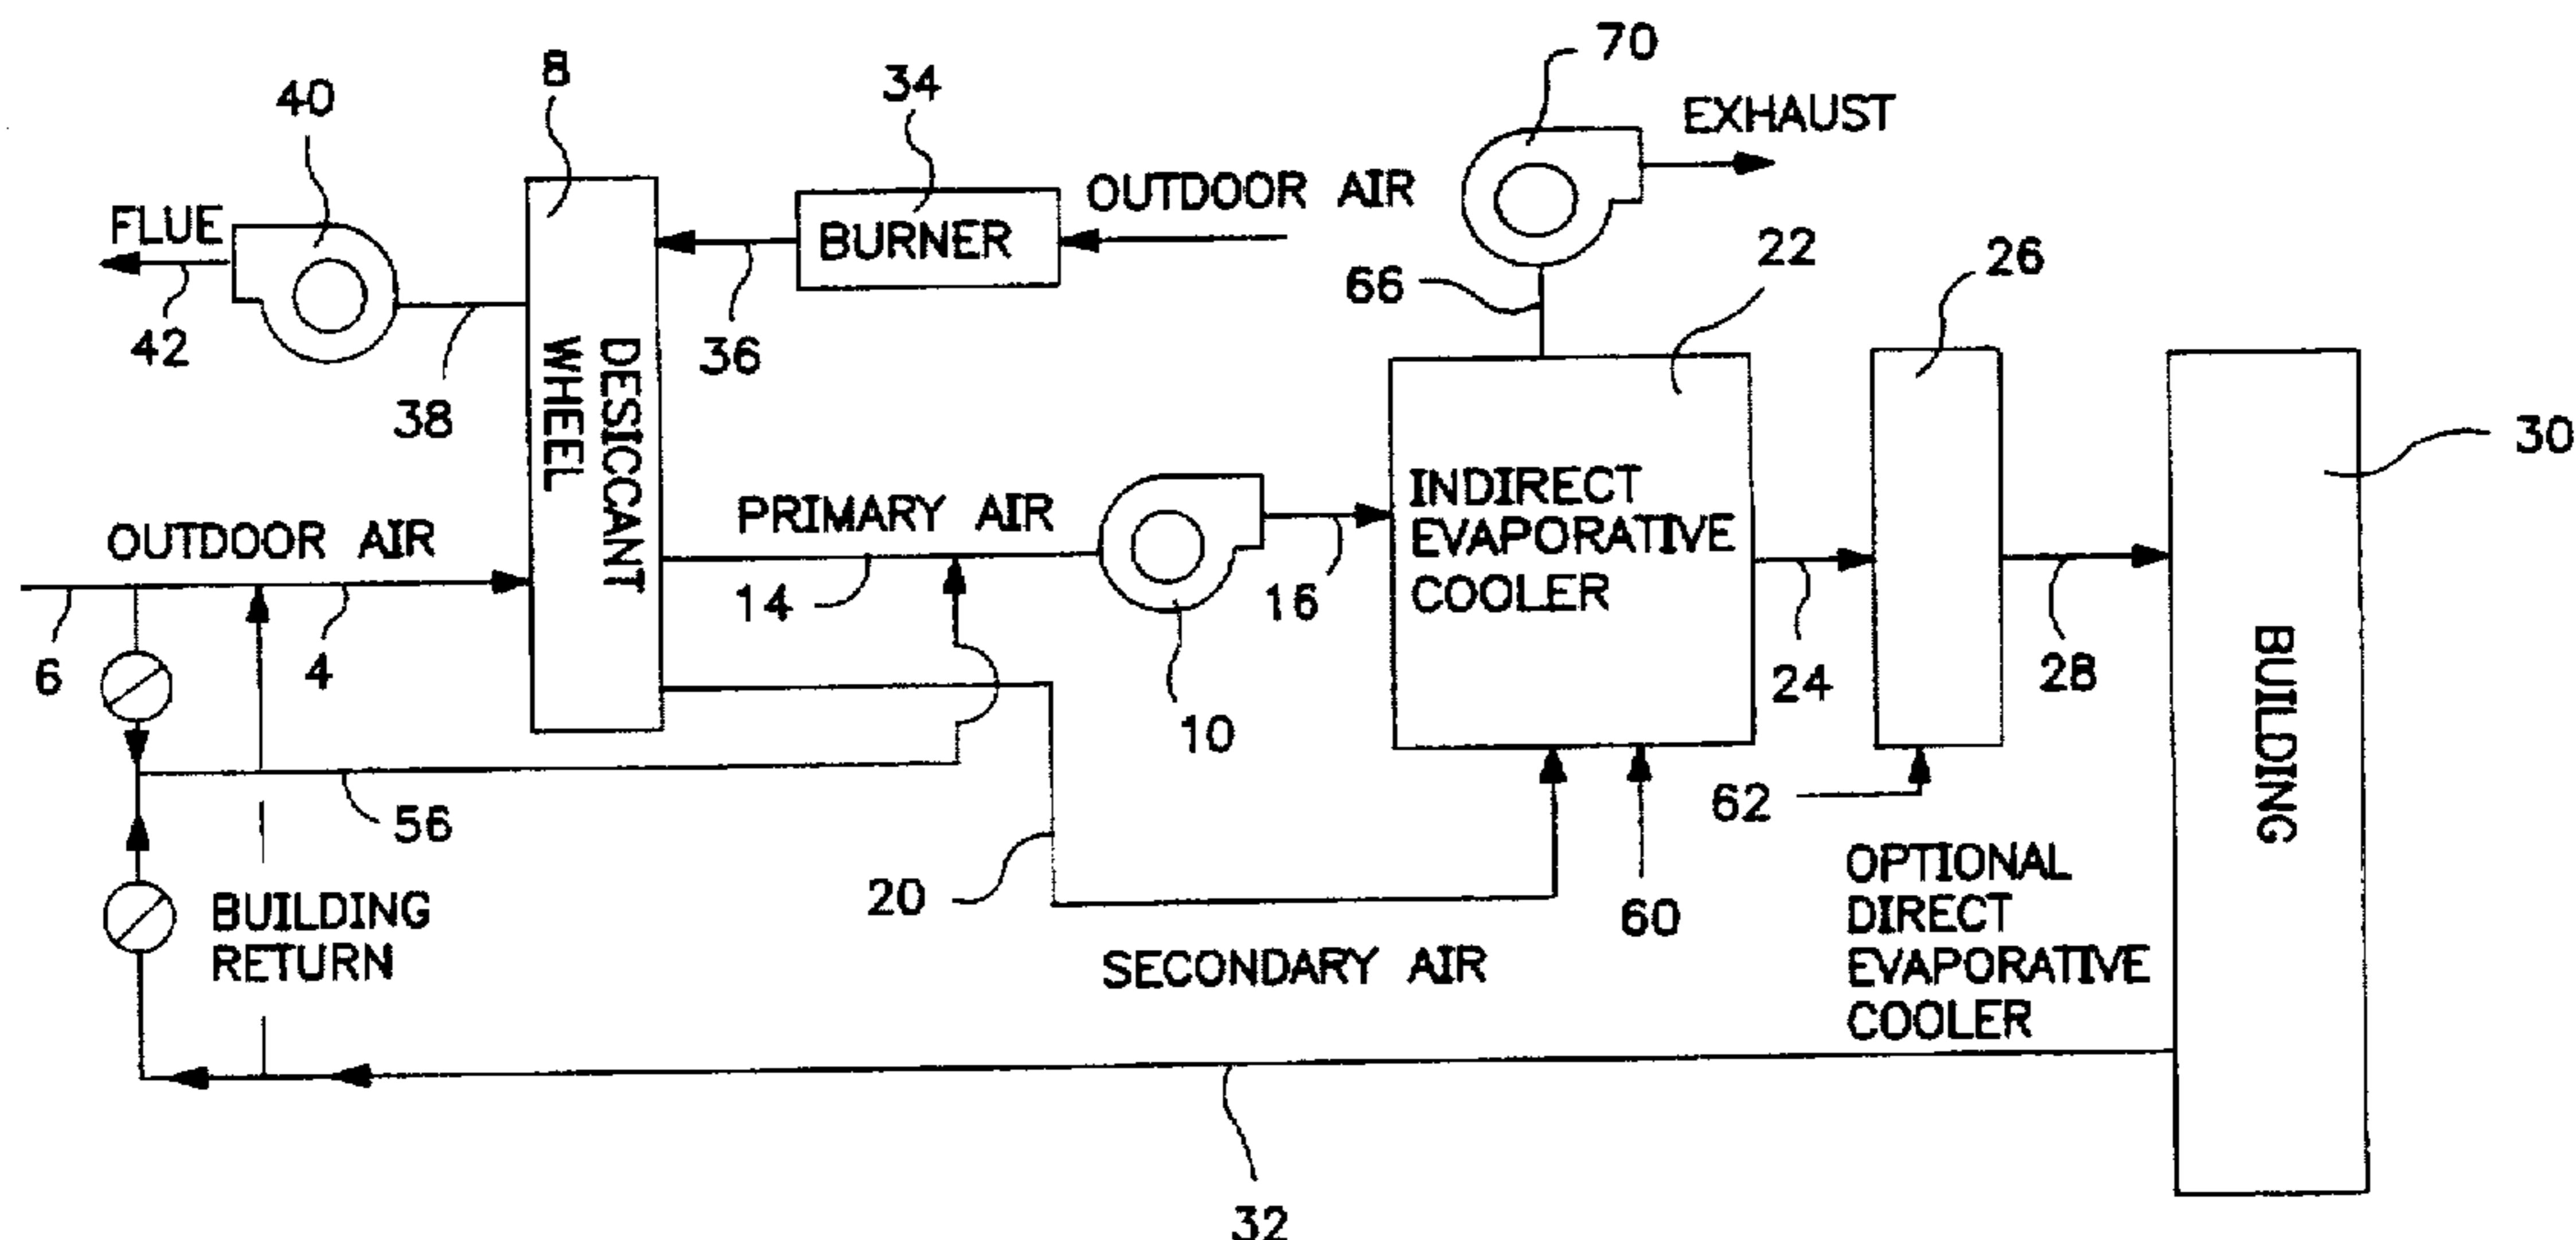 70
8
34
EXHAUST
40
OUTDOOR AIR
FLUE
BURNER
22
26
66
42
36
38
30
DESICCANT
WHEEL
INDIRECT
EVAPORATIVE
COOLER
PRIMARY AIR
OUTDOOR AIR
14
16
6
4
24
28
10
BUILDING
62
56
20
60
BUILDING
RETURN
SECONDARY AIR
OPTIONAL
DIRECT
EVAPORATIVE
COOLER
32